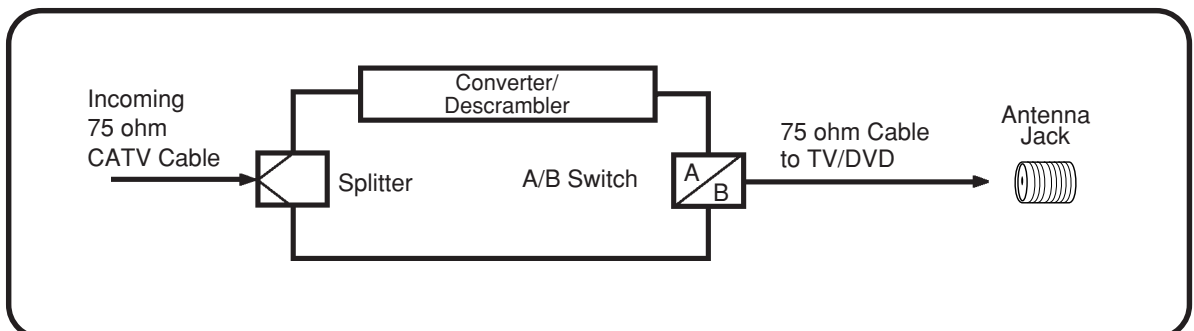 Converter/
Descrambler
Incoming
75 ohm
CATV Cable
Splitter
A/B Switch
A
B
75 ohm Cable
to TV/DVD
Antenna
Jack